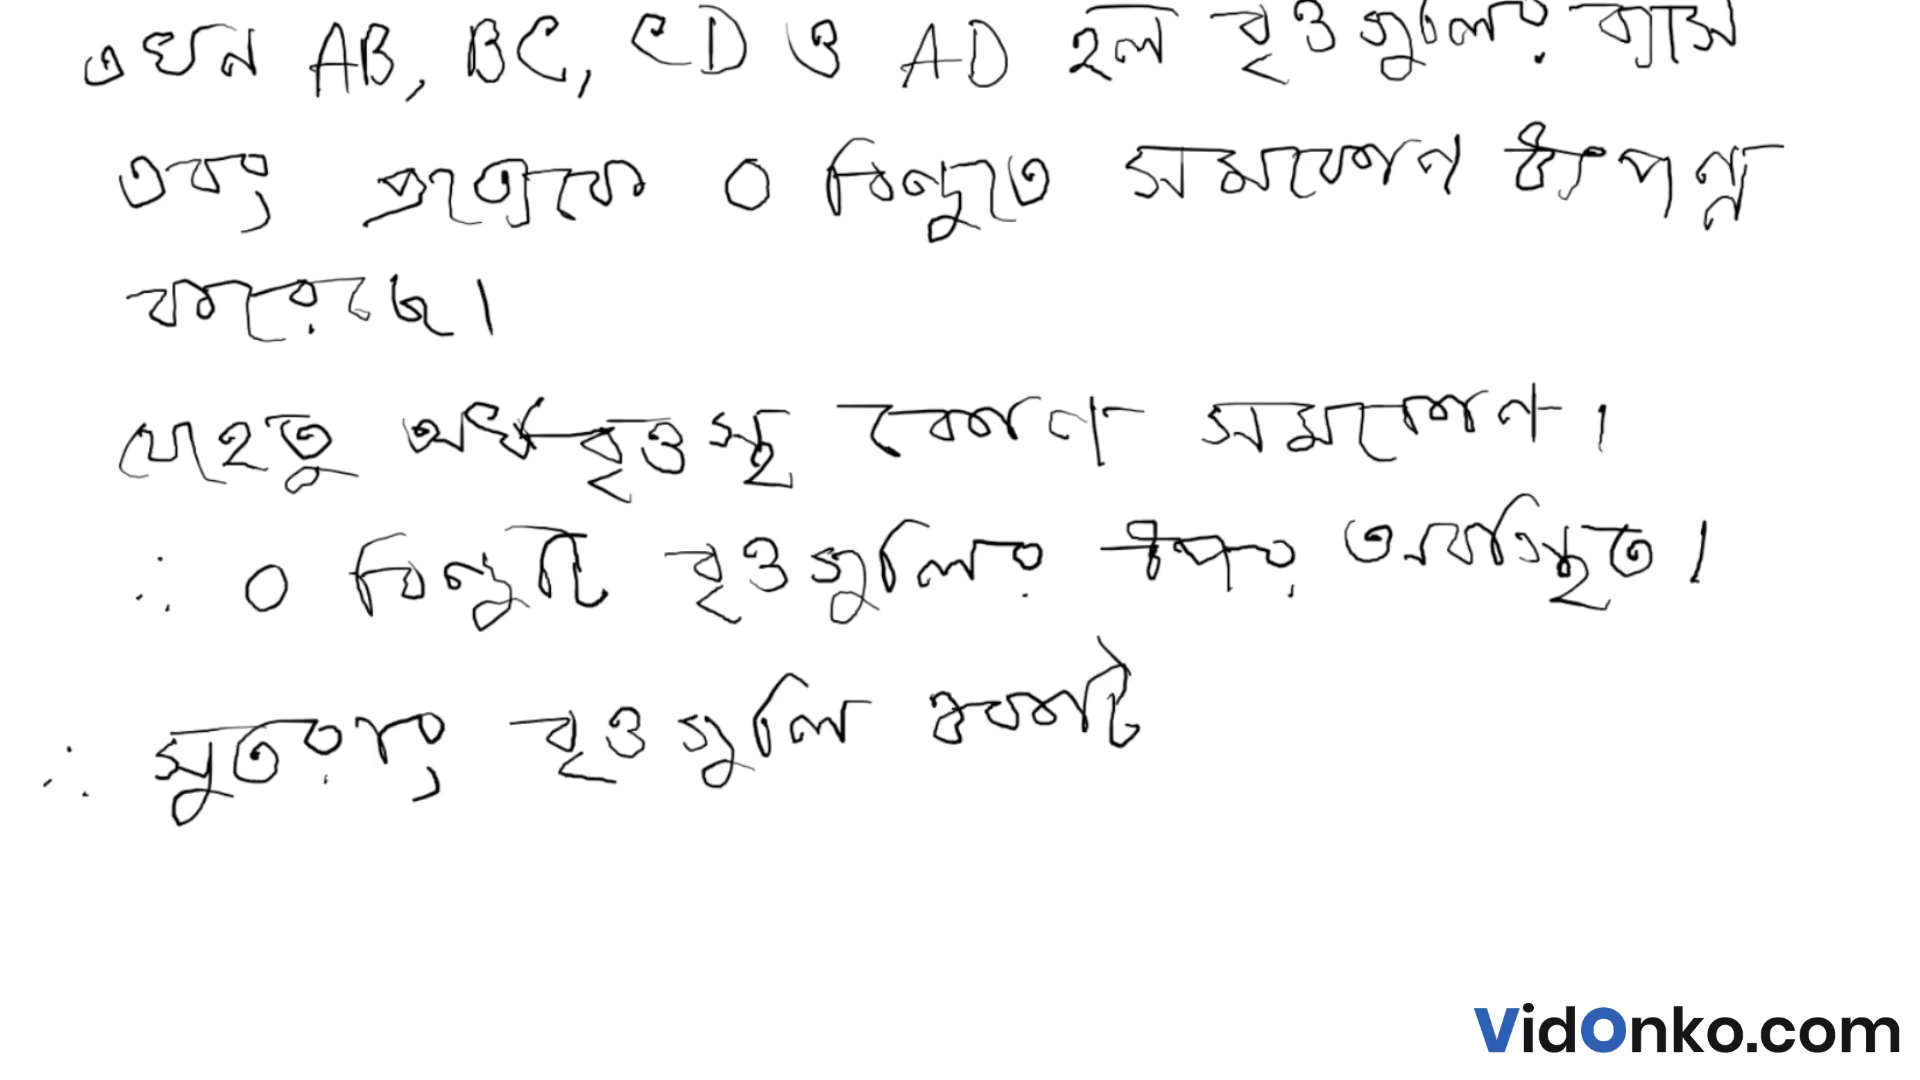 এখন AB, BC, CD ও AD হল বৃত্তগুলির ব্যাস
এবং প্রত্যেকে O বিন্দুতে সমকোণ উৎপন্ন
করেছে।
যেহেতু অর্ধবৃত্তস্থ কোণ সমকোণ।
∴ O বিন্দুটি বৃত্তগুলির উপর অবস্থিত।
∴ সুতরাং বৃত্তগুলি একটি
VidOnko.com